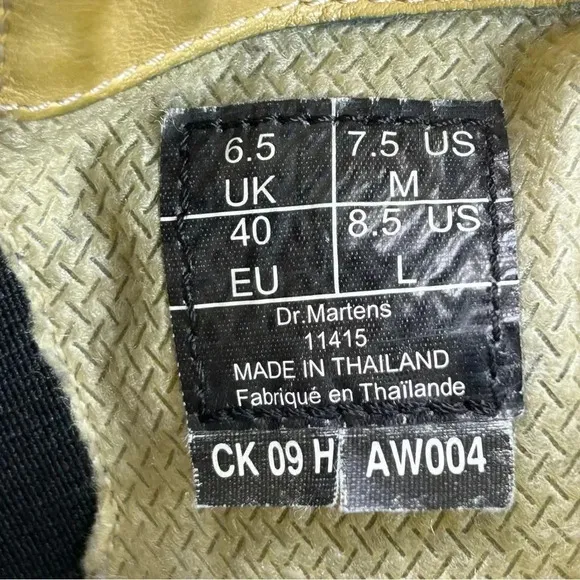 6.5 7.5 US
UK M
40 8.5 US
EU L
Dr.Martens
11415
MADE IN THAILAND
Fabriqué en Thaïlande
CK 09 H AW004